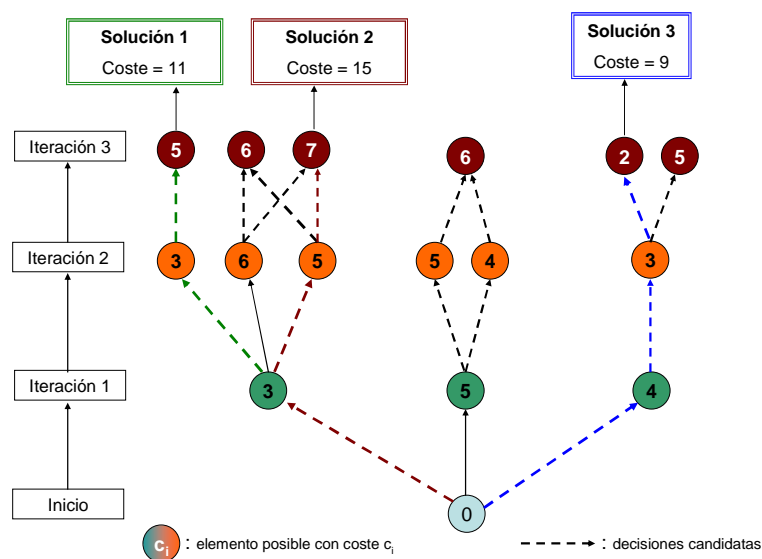 Solución 1
Coste = 11
Solución 2
Coste = 15
Solución 3
Coste = 9
Iteración 3
5
6
7
6
2
5
Iteración 2
3
6
5
5
4
3
Iteración 1
3
5
4
Inicio
0
ci : elemento posible con coste ci
: decisiones candidatas